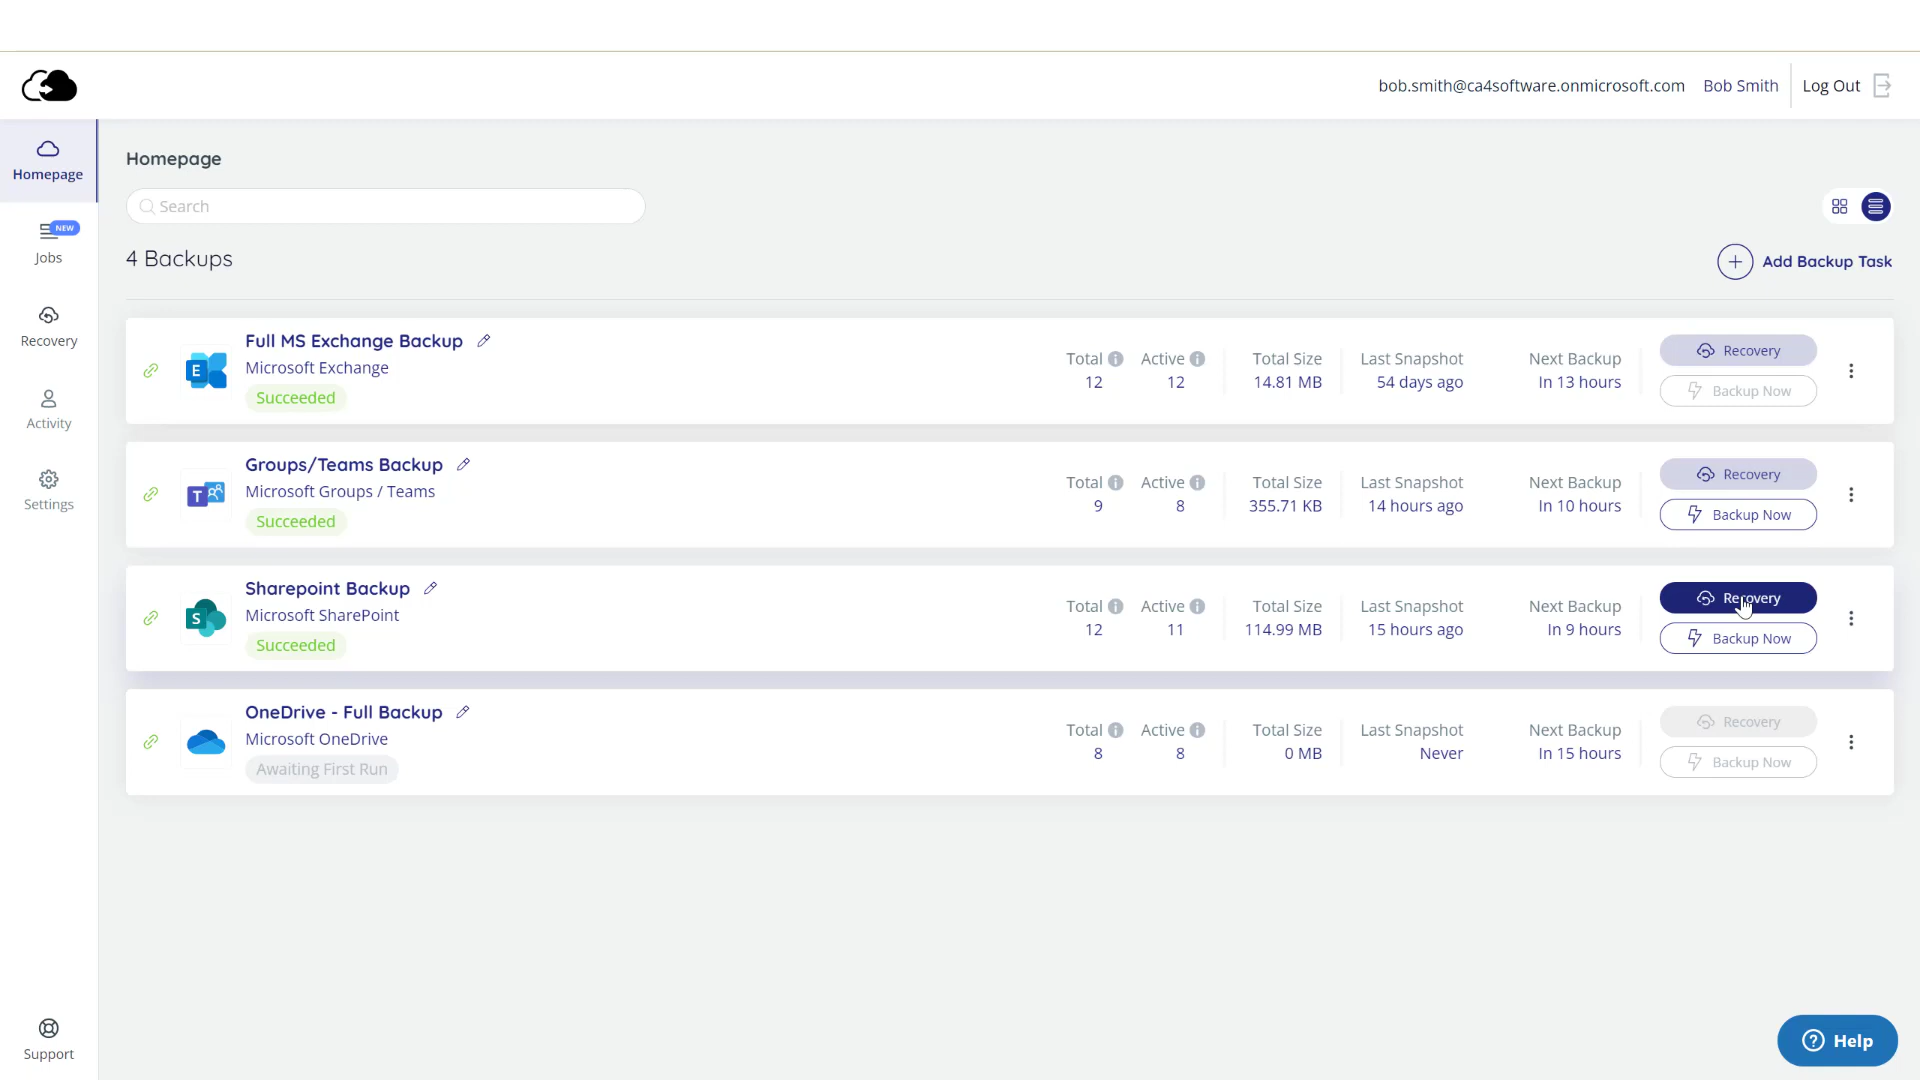 bob.smith@ca4software.onmicrosoft.com Bob Smith Log Out
Homepage
NEW
Jobs
Recovery
Activity
Settings
Support
Homepage
Search
4 Backups
Add Backup Task
Full MS Exchange Backup
Microsoft Exchange
Succeeded
Total Active Total Size Last Snapshot Next Backup
12 12 14.81 MB 54 days ago In 13 hours
Recovery
Backup Now
Groups/Teams Backup
Microsoft Groups / Teams
Succeeded
Total Active Total Size Last Snapshot Next Backup
9 8 355.71 KB 14 hours ago In 10 hours
Recovery
Backup Now
Sharepoint Backup
Microsoft SharePoint
Succeeded
Total Active Total Size Last Snapshot Next Backup
12 11 114.99 MB 15 hours ago In 9 hours
Recovery
Backup Now
OneDrive - Full Backup
Microsoft OneDrive
Awaiting First Run
Total Active Total Size Last Snapshot Next Backup
8 8 0 MB Never In 15 hours
Recovery
Backup Now
Help